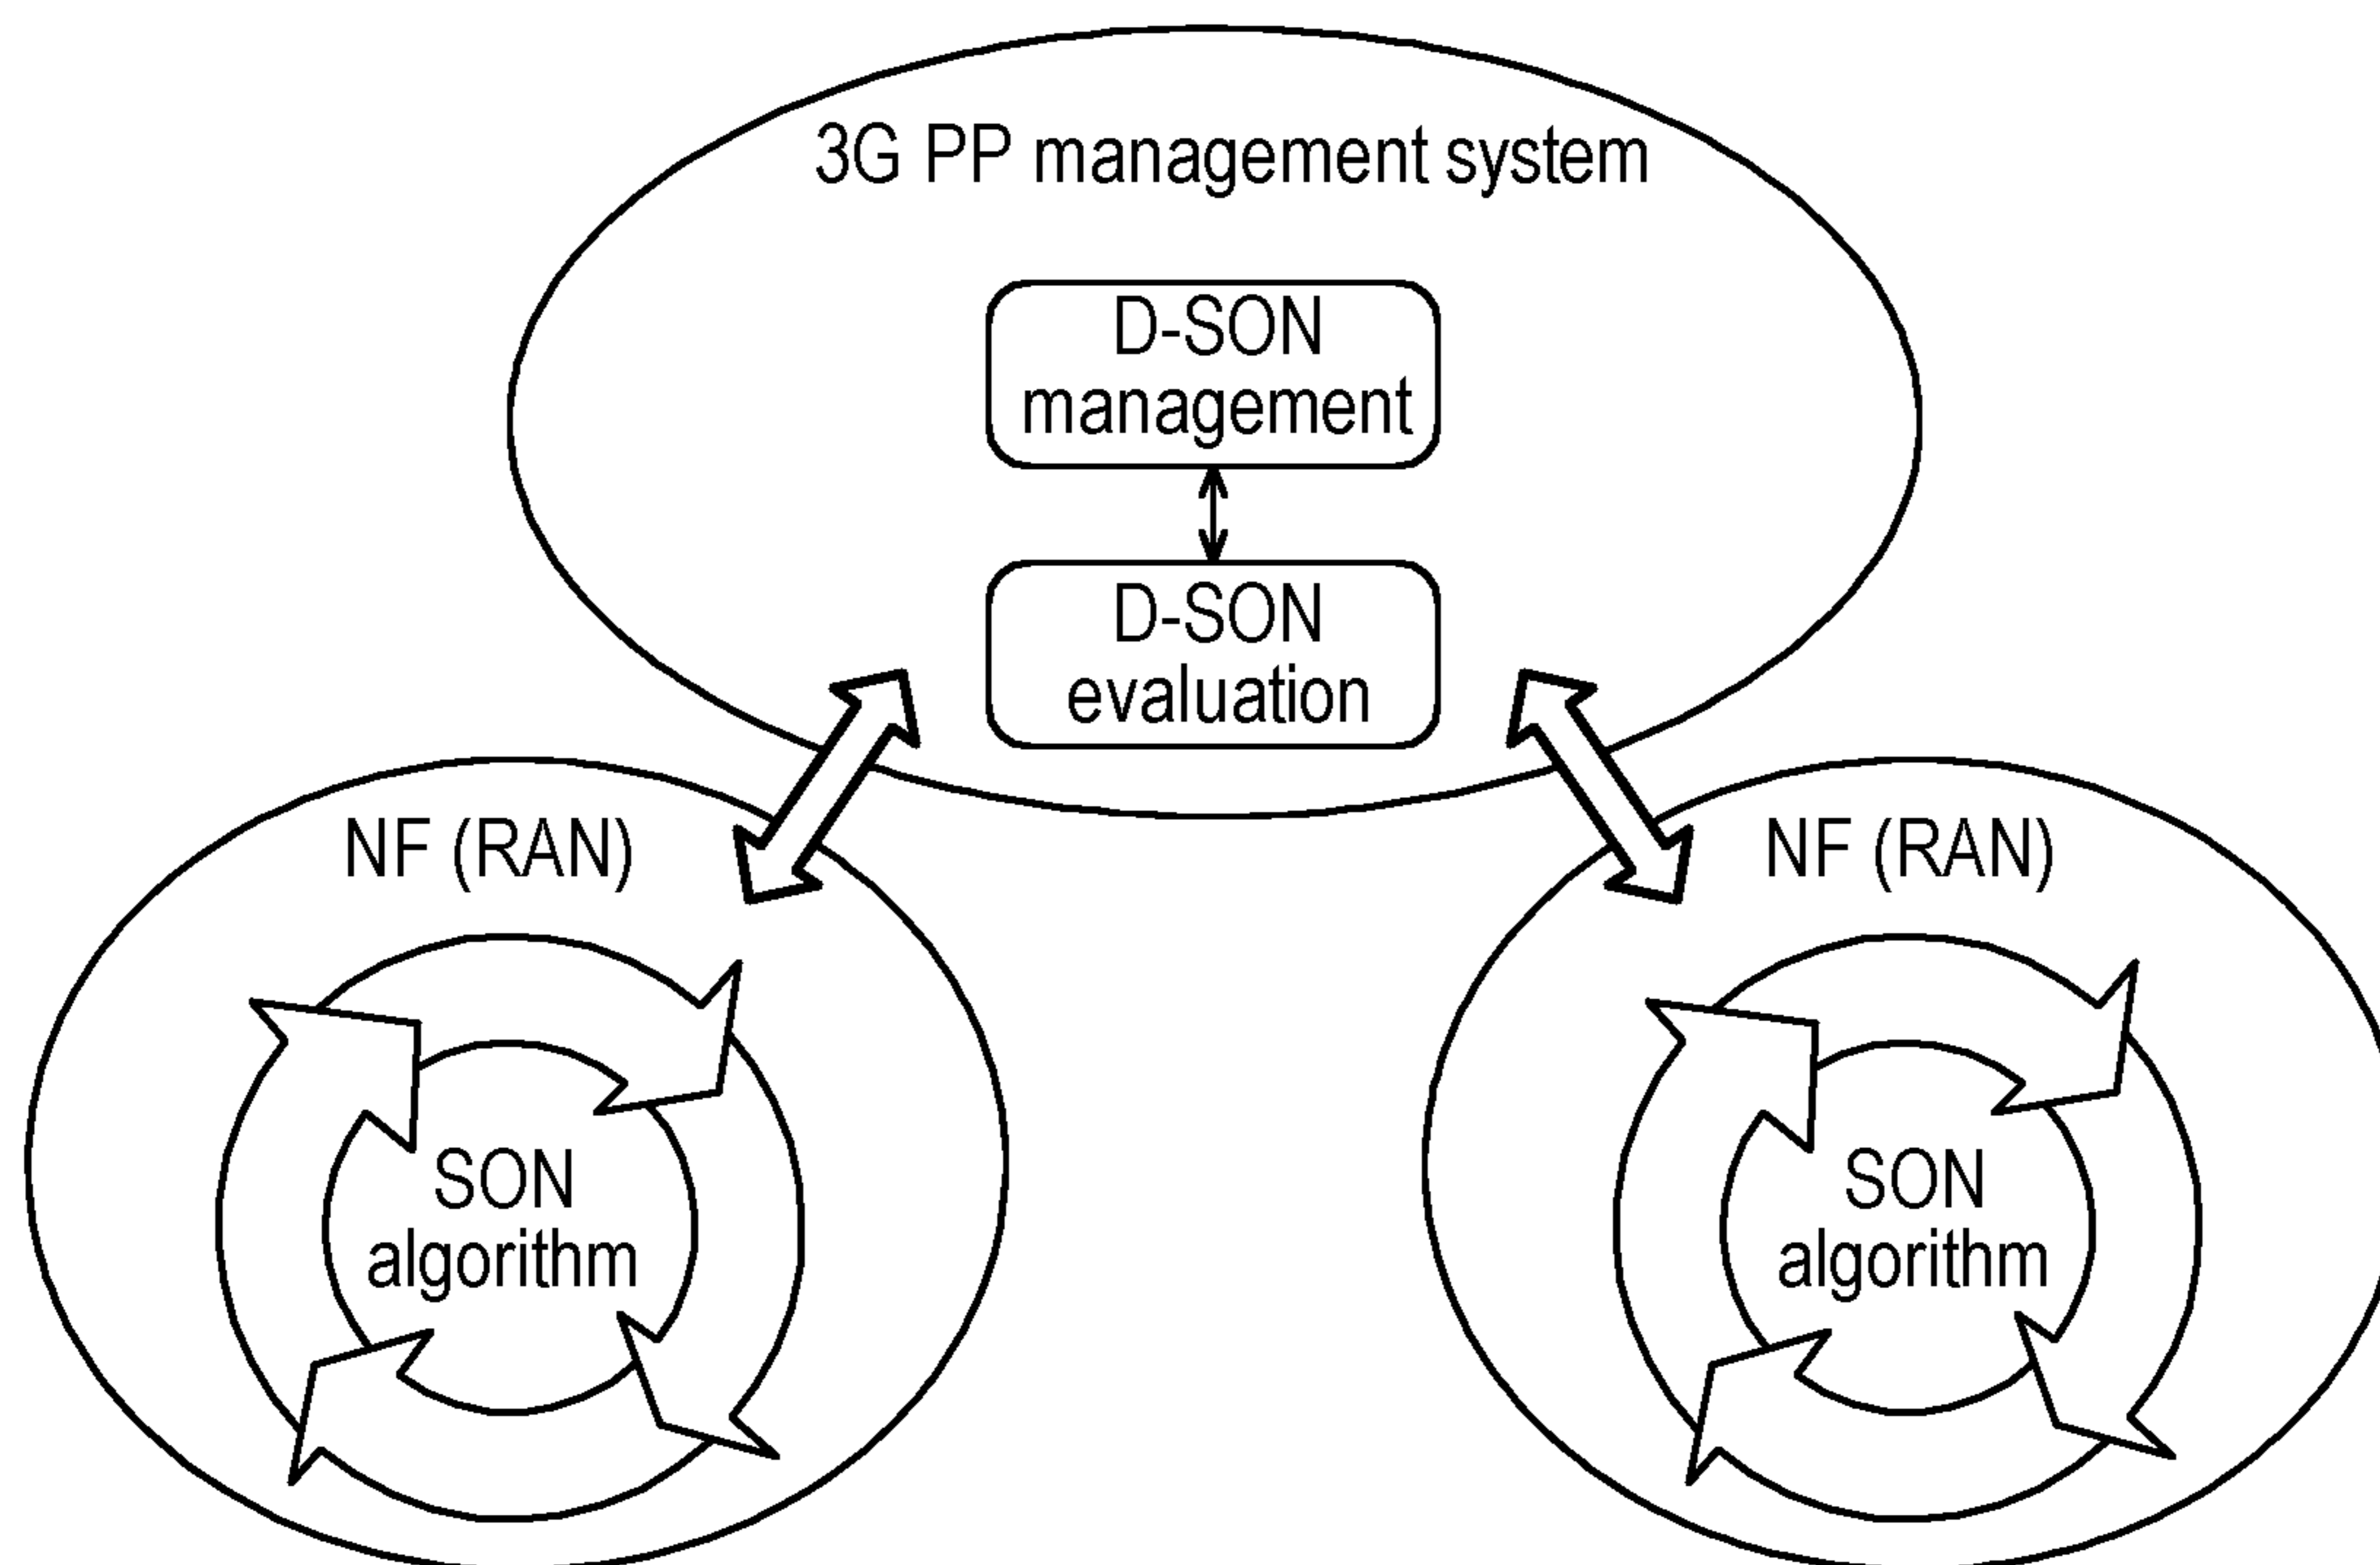 3G PP management system
D-SON
management
D-SON
evaluation
NF (RAN)
SON
algorithm
NF (RAN)
SON
algorithm